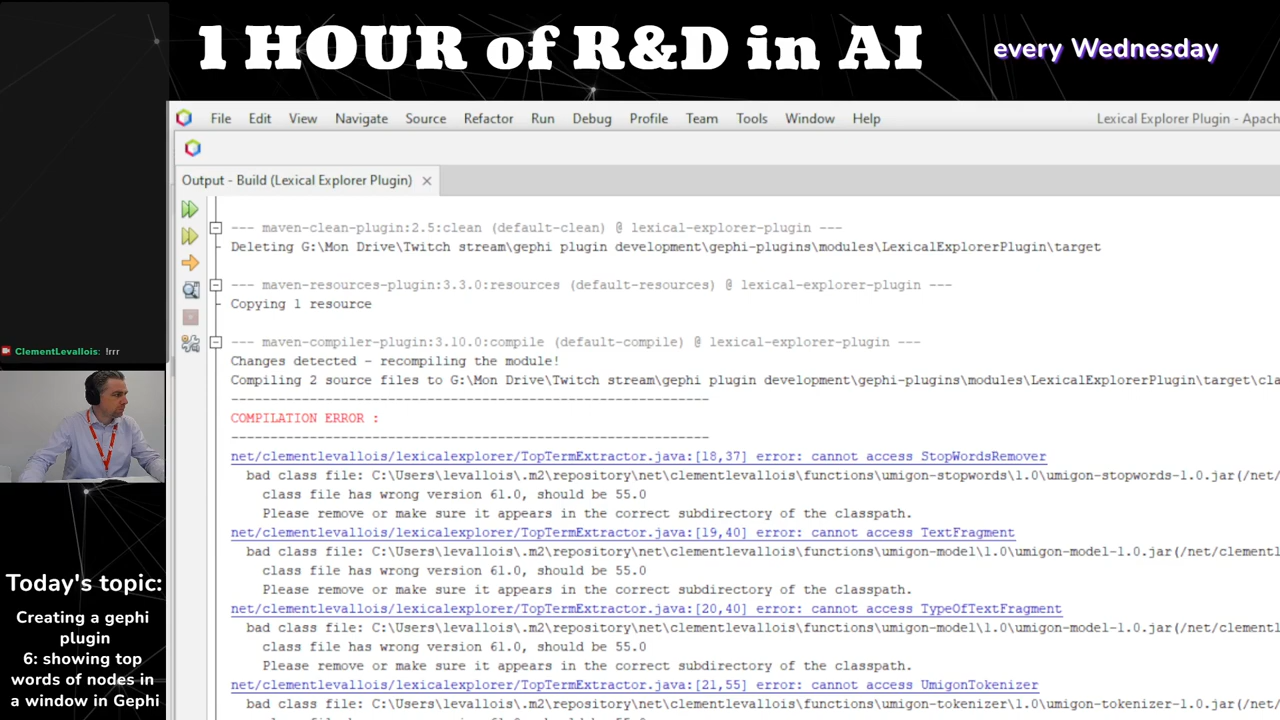 1 HOUR of R&D in AI
every Wednesday
File Edit View Navigate Source Refactor Run Debug Profile Team Tools Window Help
Lexical Explorer Plugin - Apach
Output - Build (Lexical Explorer Plugin)
--- maven-clean-plugin:2.5:clean (default-clean) @ lexical-explorer-plugin ---
Deleting G:\Mon Drive\Twitch stream\gephi plugin development\gephi-plugins\modules\LexicalExplorerPlugin\target
--- maven-resources-plugin:3.3.0:resources (default-resources) @ lexical-explorer-plugin ---
Copying 1 resource
--- maven-compiler-plugin:3.10.0:compile (default-compile) @ lexical-explorer-plugin ---
Changes detected - recompiling the module!
Compiling 2 source files to G:\Mon Drive\Twitch stream\gephi plugin development\gephi-plugins\modules\LexicalExplorerPlugin\target\cla
-------------------------------------------------------------
COMPILATION ERROR :
-------------------------------------------------------------
net/clementlevallois/lexicalexplorer/TopTermExtractor.java:[18,37] error: cannot access StopWordsRemover
bad class file: C:\Users\levallois\.m2\repository\net\clementlevallois\functions\umigon-stopwords\1.0\umigon-stopwords-1.0.jar(/net/
class file has wrong version 61.0, should be 55.0
Please remove or make sure it appears in the correct subdirectory of the classpath.
net/clementlevallois/lexicalexplorer/TopTermExtractor.java:[19,40] error: cannot access TextFragment
bad class file: C:\Users\levallois\.m2\repository\net\clementlevallois\functions\umigon-model\1.0\umigon-model-1.0.jar(/net/clementl
class file has wrong version 61.0, should be 55.0
Please remove or make sure it appears in the correct subdirectory of the classpath.
net/clementlevallois/lexicalexplorer/TopTermExtractor.java:[20,40] error: cannot access TypeOfTextFragment
bad class file: C:\Users\levallois\.m2\repository\net\clementlevallois\functions\umigon-model\1.0\umigon-model-1.0.jar(/net/clementl
class file has wrong version 61.0, should be 55.0
Please remove or make sure it appears in the correct subdirectory of the classpath.
net/clementlevallois/lexicalexplorer/TopTermExtractor.java:[21,55] error: cannot access UmigonTokenizer
bad class file: C:\Users\levallois\.m2\repository\net\clementlevallois\functions\umigon-tokenizer\1.0\umigon-tokenizer-1.0.jar(/net/
ClementLevallois: !rrr
Today's topic:
Creating a gephi
plugin
6: showing top
words of nodes in
a window in Gephi